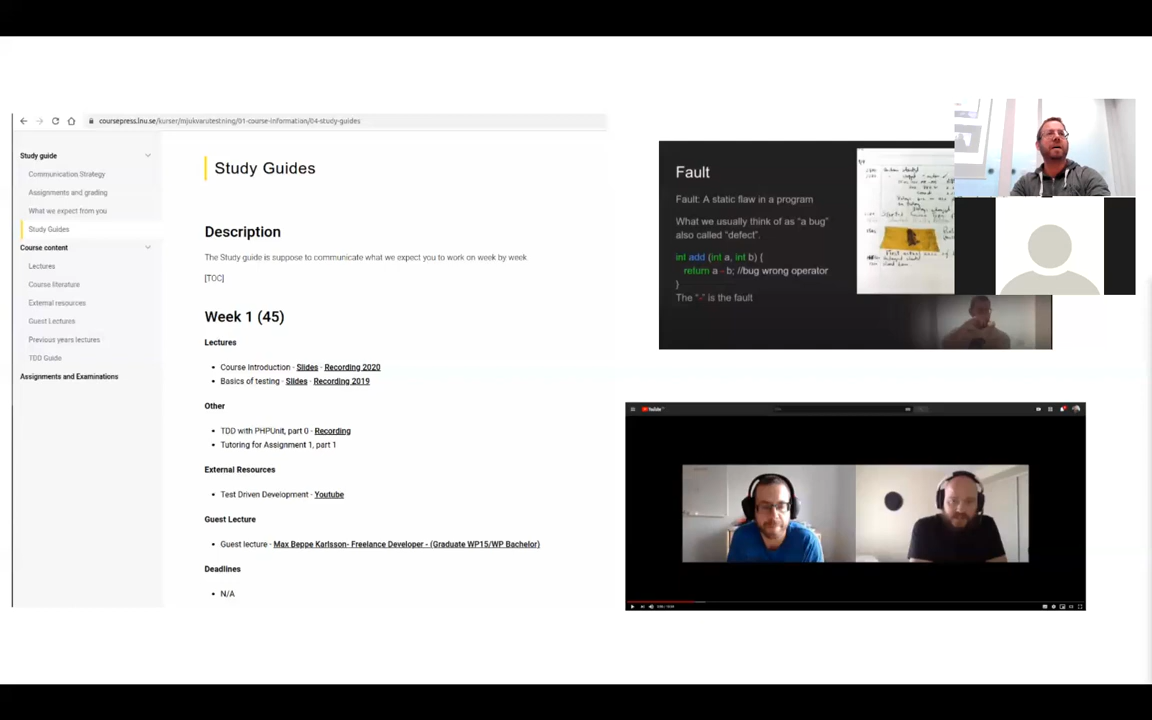 coursepress.lnu.se/kurser/mjukvarutestning/01-course-information/04-study-guides
Study guide
Communication Strategy
Assignments and grading
What we expect from you
Study Guides
Course content
Lectures
Course literature
External resources
Guest Lectures
Previous years lectures
TDD Guide
Assignments and Examinations
Study Guides
Description
The Study guide is suppose to communicate what we expect you to work on week by week
[TOC]
Week 1 (45)
Lectures
Course Introduction - Slides - Recording 2020
Basics of testing - Slides - Recording 2019
Other
TDD with PHPUnit, part 0 - Recording
Tutoring for Assignment 1, part 1
External Resources
Test Driven Development - Youtube
Guest Lecture
Guest lecture - Max Beppe Karlsson- Freelance Developer - (Graduate WP15/WP Bachelor)
Deadlines
N/A
Fault
Fault: A static flaw in a program
What we usually think of as “a bug”
also called “defect”.
int add (int a, int b) {
return a - b; //bug wrong operator
}
The “-” is the fault
YouTube